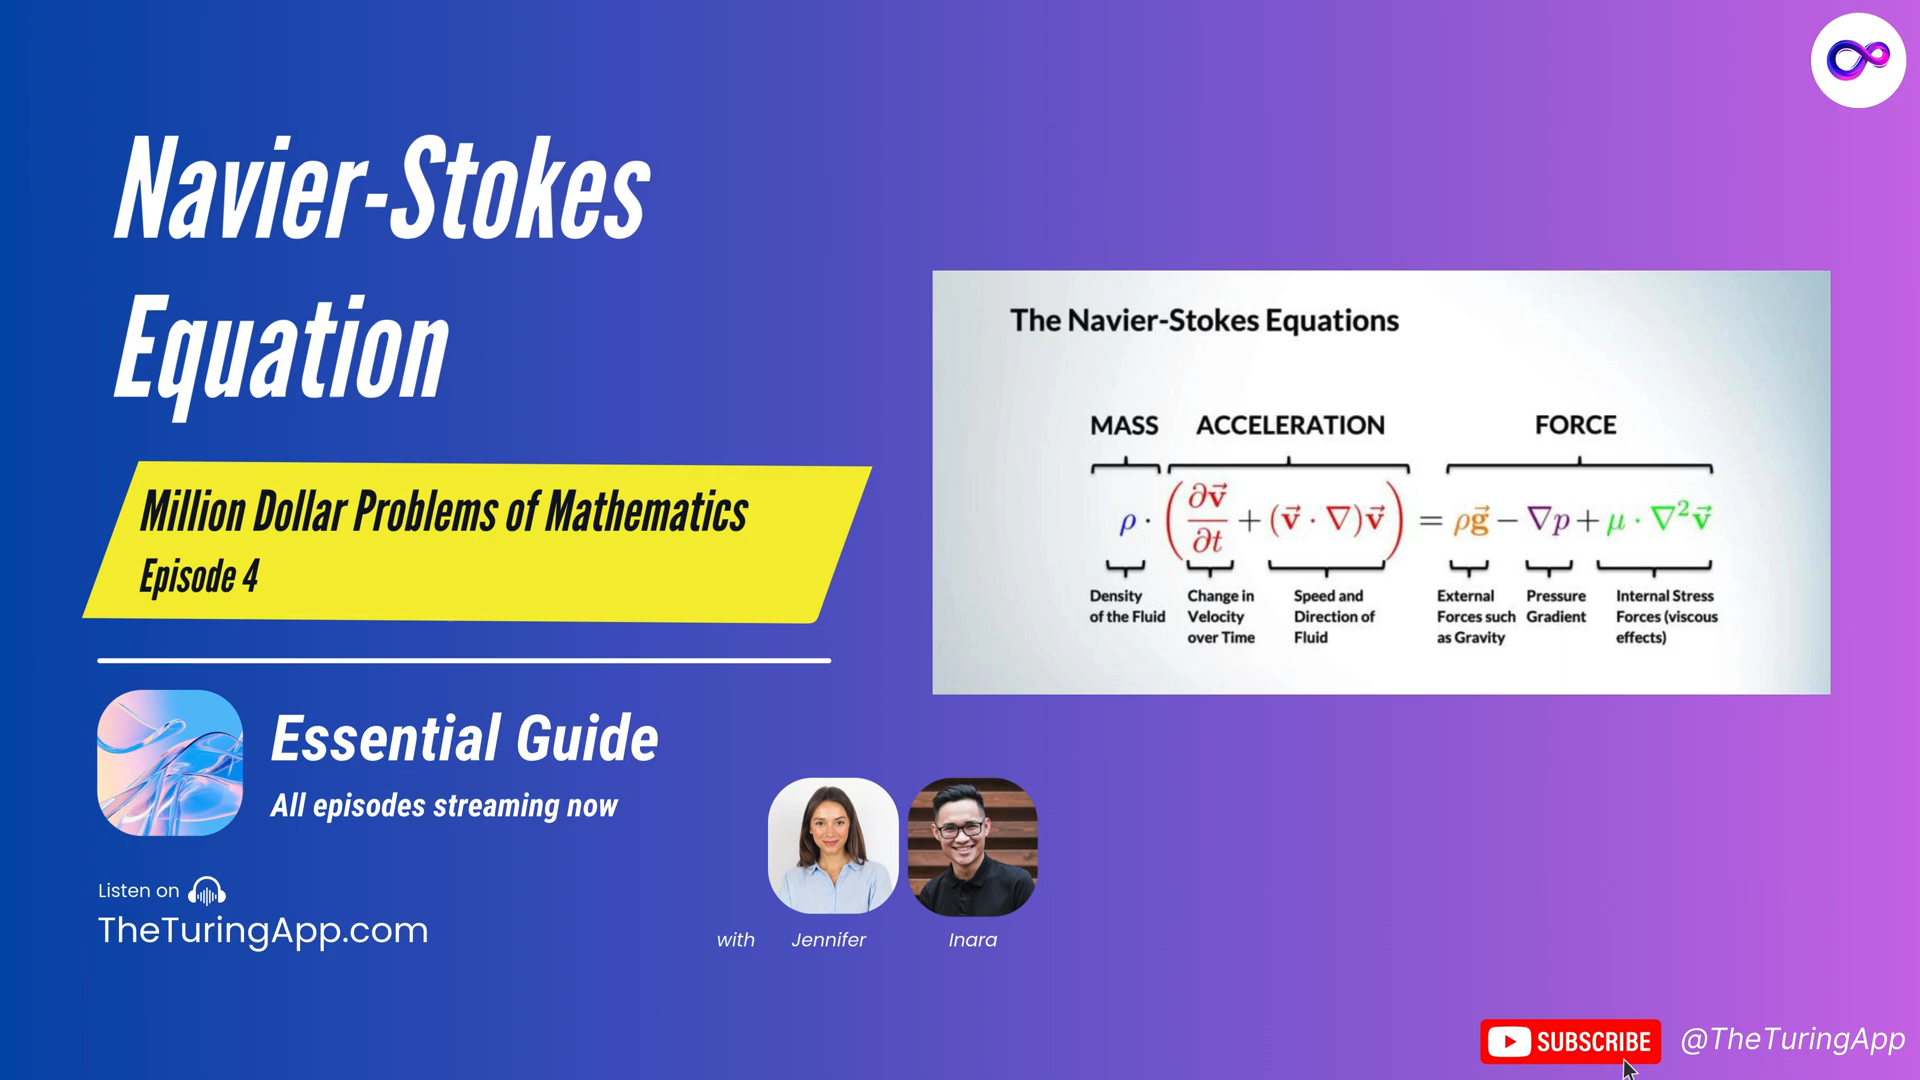 Navier-Stokes
Equation
Million Dollar Problems of Mathematics
Episode 4
Essential Guide
All episodes streaming now
Listen on
TheTuringApp.com
with Jennifer Inara
The Navier-Stokes Equations
MASS ACCELERATION FORCE
ρ · ( ∂v⃗/∂t + (v⃗ · ∇)v⃗ ) = ρg⃗ − ∇p + μ · ∇²v⃗
Density
of the Fluid
Change in
Velocity
over Time
Speed and
Direction of
Fluid
External
Forces such
as Gravity
Pressure
Gradient
Internal Stress
Forces (viscous
effects)
SUBSCRIBE @TheTuringApp